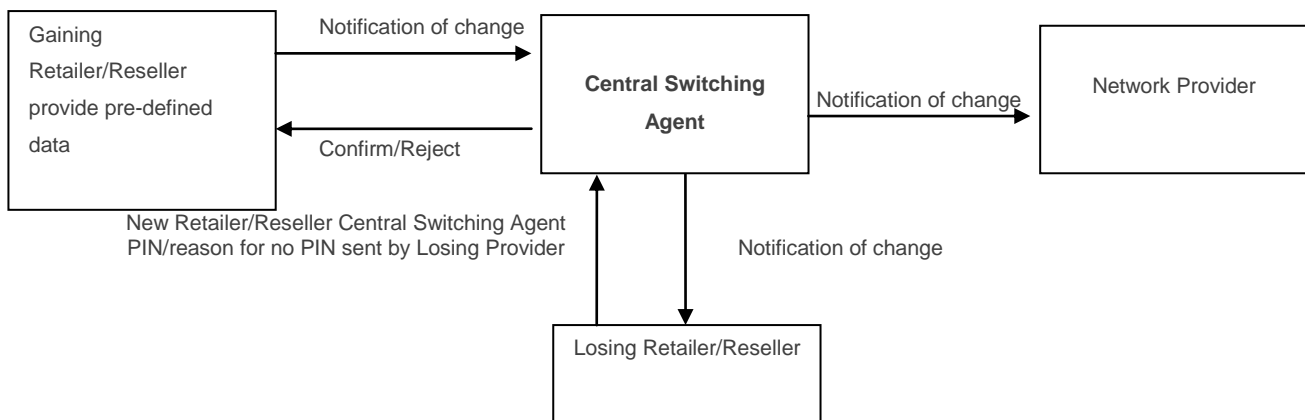 Gaining
Retailer/Reseller
provide pre-defined
data
Notification of change
Confirm/Reject
Central Switching
Agent
Notification of change
Network Provider
New Retailer/Reseller Central Switching Agent
PIN/reason for no PIN sent by Losing Provider
Notification of change
Losing Retailer/Reseller